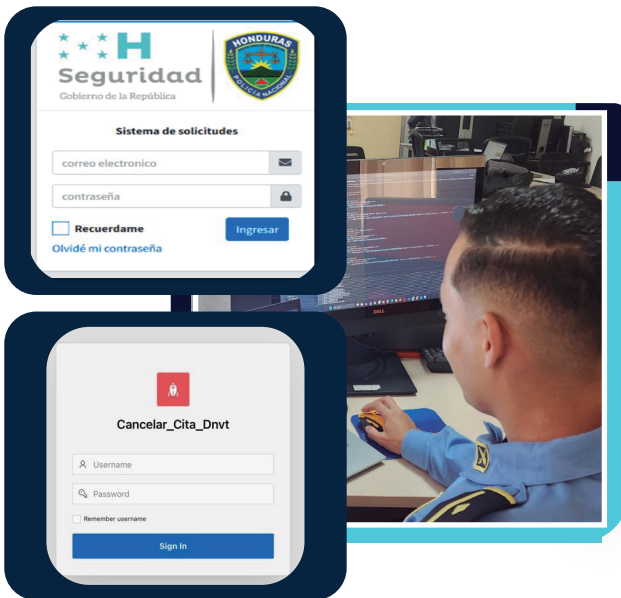 H
Seguridad
Gobierno de la República
HONDURAS
POLICIA NACIONAL
Sistema de solicitudes
correo electronico
contraseña
Recuerdame
Ingresar
Olvidé mi contraseña
DELL
Cancelar_Cita_Dnvt
Username
Password
Remember username
Sign In